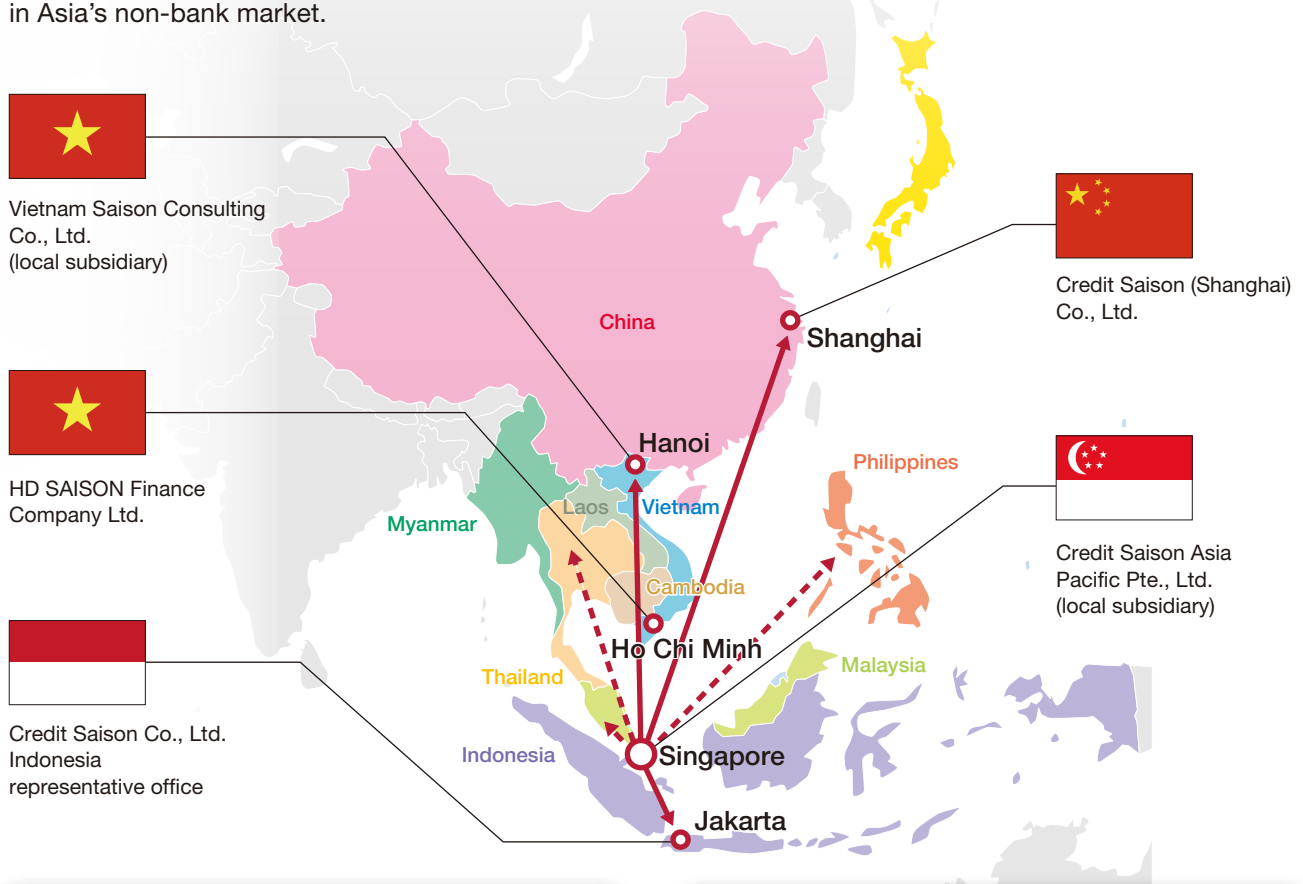 in Asia’s non-bank market.
Vietnam Saison Consulting
Co., Ltd.
(local subsidiary)
HD SAISON Finance
Company Ltd.
Credit Saison Co., Ltd.
Indonesia
representative office
China
Shanghai
Hanoi
Laos
Vietnam
Myanmar
Cambodia
Ho Chi Minh
Thailand
Philippines
Malaysia
Indonesia
Singapore
Jakarta
Credit Saison (Shanghai)
Co., Ltd.
Credit Saison Asia
Pacific Pte., Ltd.
(local subsidiary)